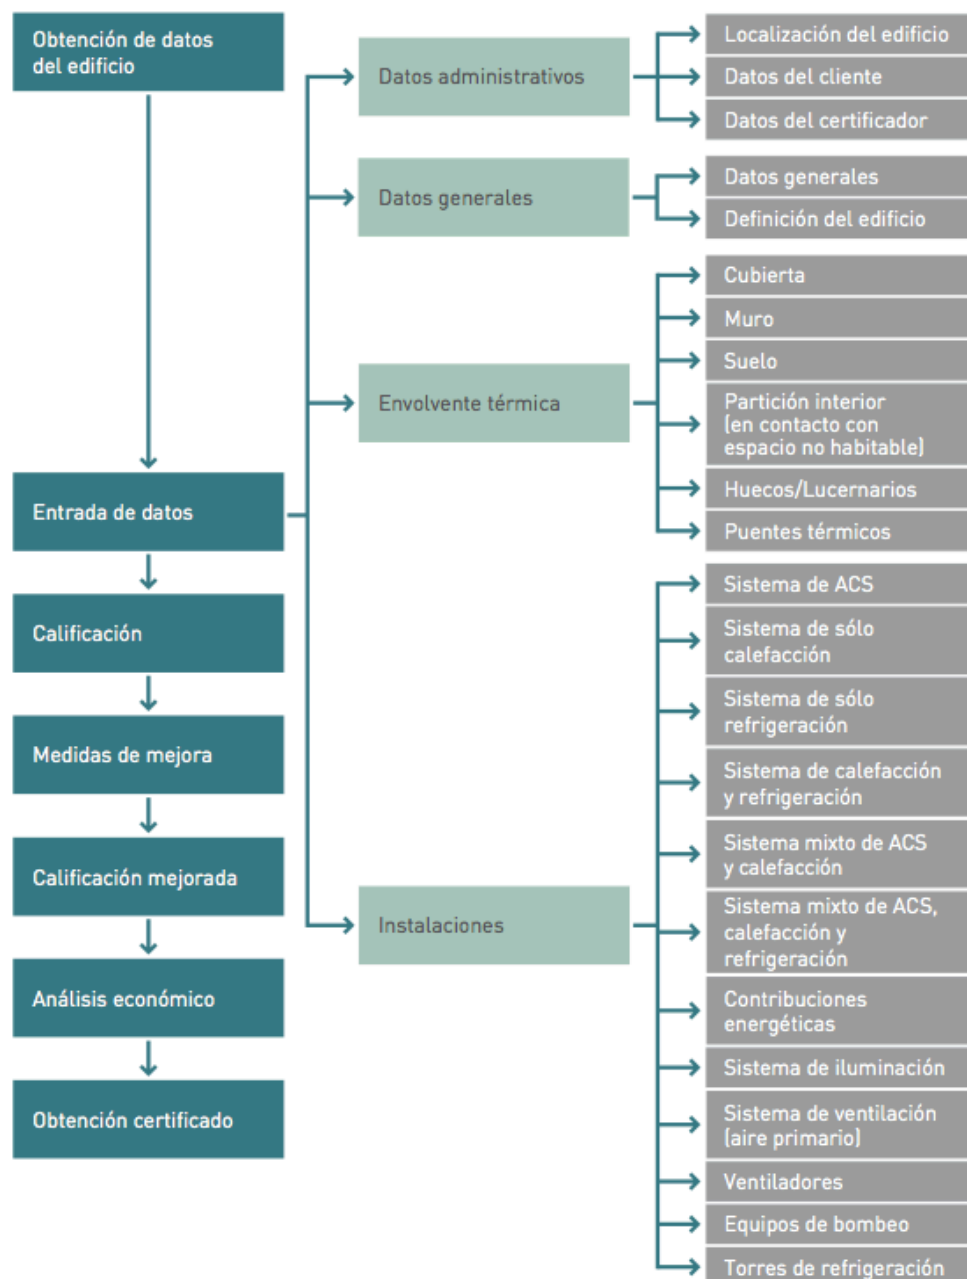 Obtención de datos
del edificio
Entrada de datos
Calificación
Medidas de mejora
Calificación mejorada
Análisis económico
Obtención certificado
Datos administrativos
Datos generales
Envolvente térmica
Instalaciones
Localización del edificio
Datos del cliente
Datos del certificador
Datos generales
Definición del edificio
Cubierta
Muro
Suelo
Partición interior
(en contacto con
espacio no habitable)
Huecos/Lucernarios
Puentes térmicos
Sistema de ACS
Sistema de sólo
calefacción
Sistema de sólo
refrigeración
Sistema de calefacción
y refrigeración
Sistema mixto de ACS
y calefacción
Sistema mixto de ACS,
calefacción y
refrigeración
Contribuciones
energéticas
Sistema de iluminación
Sistema de ventilación
(aire primario)
Ventiladores
Equipos de bombeo
Torres de refrigeración